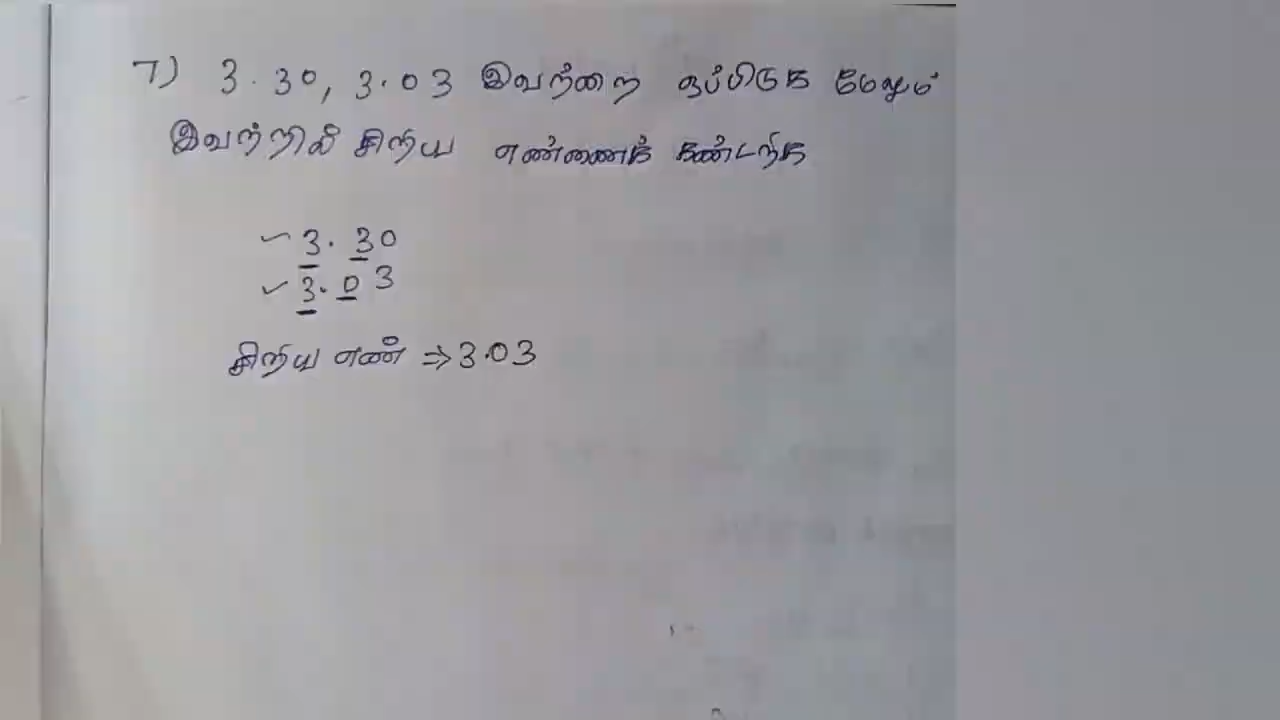 7) 3.30, 3.03 இவற்றை ஒப்பிடுக மேலும்
இவற்றில் சிறிய எண்ணைக் கண்டறிக
3.30
3.03
சிறிய எண் ⇒ 3.03